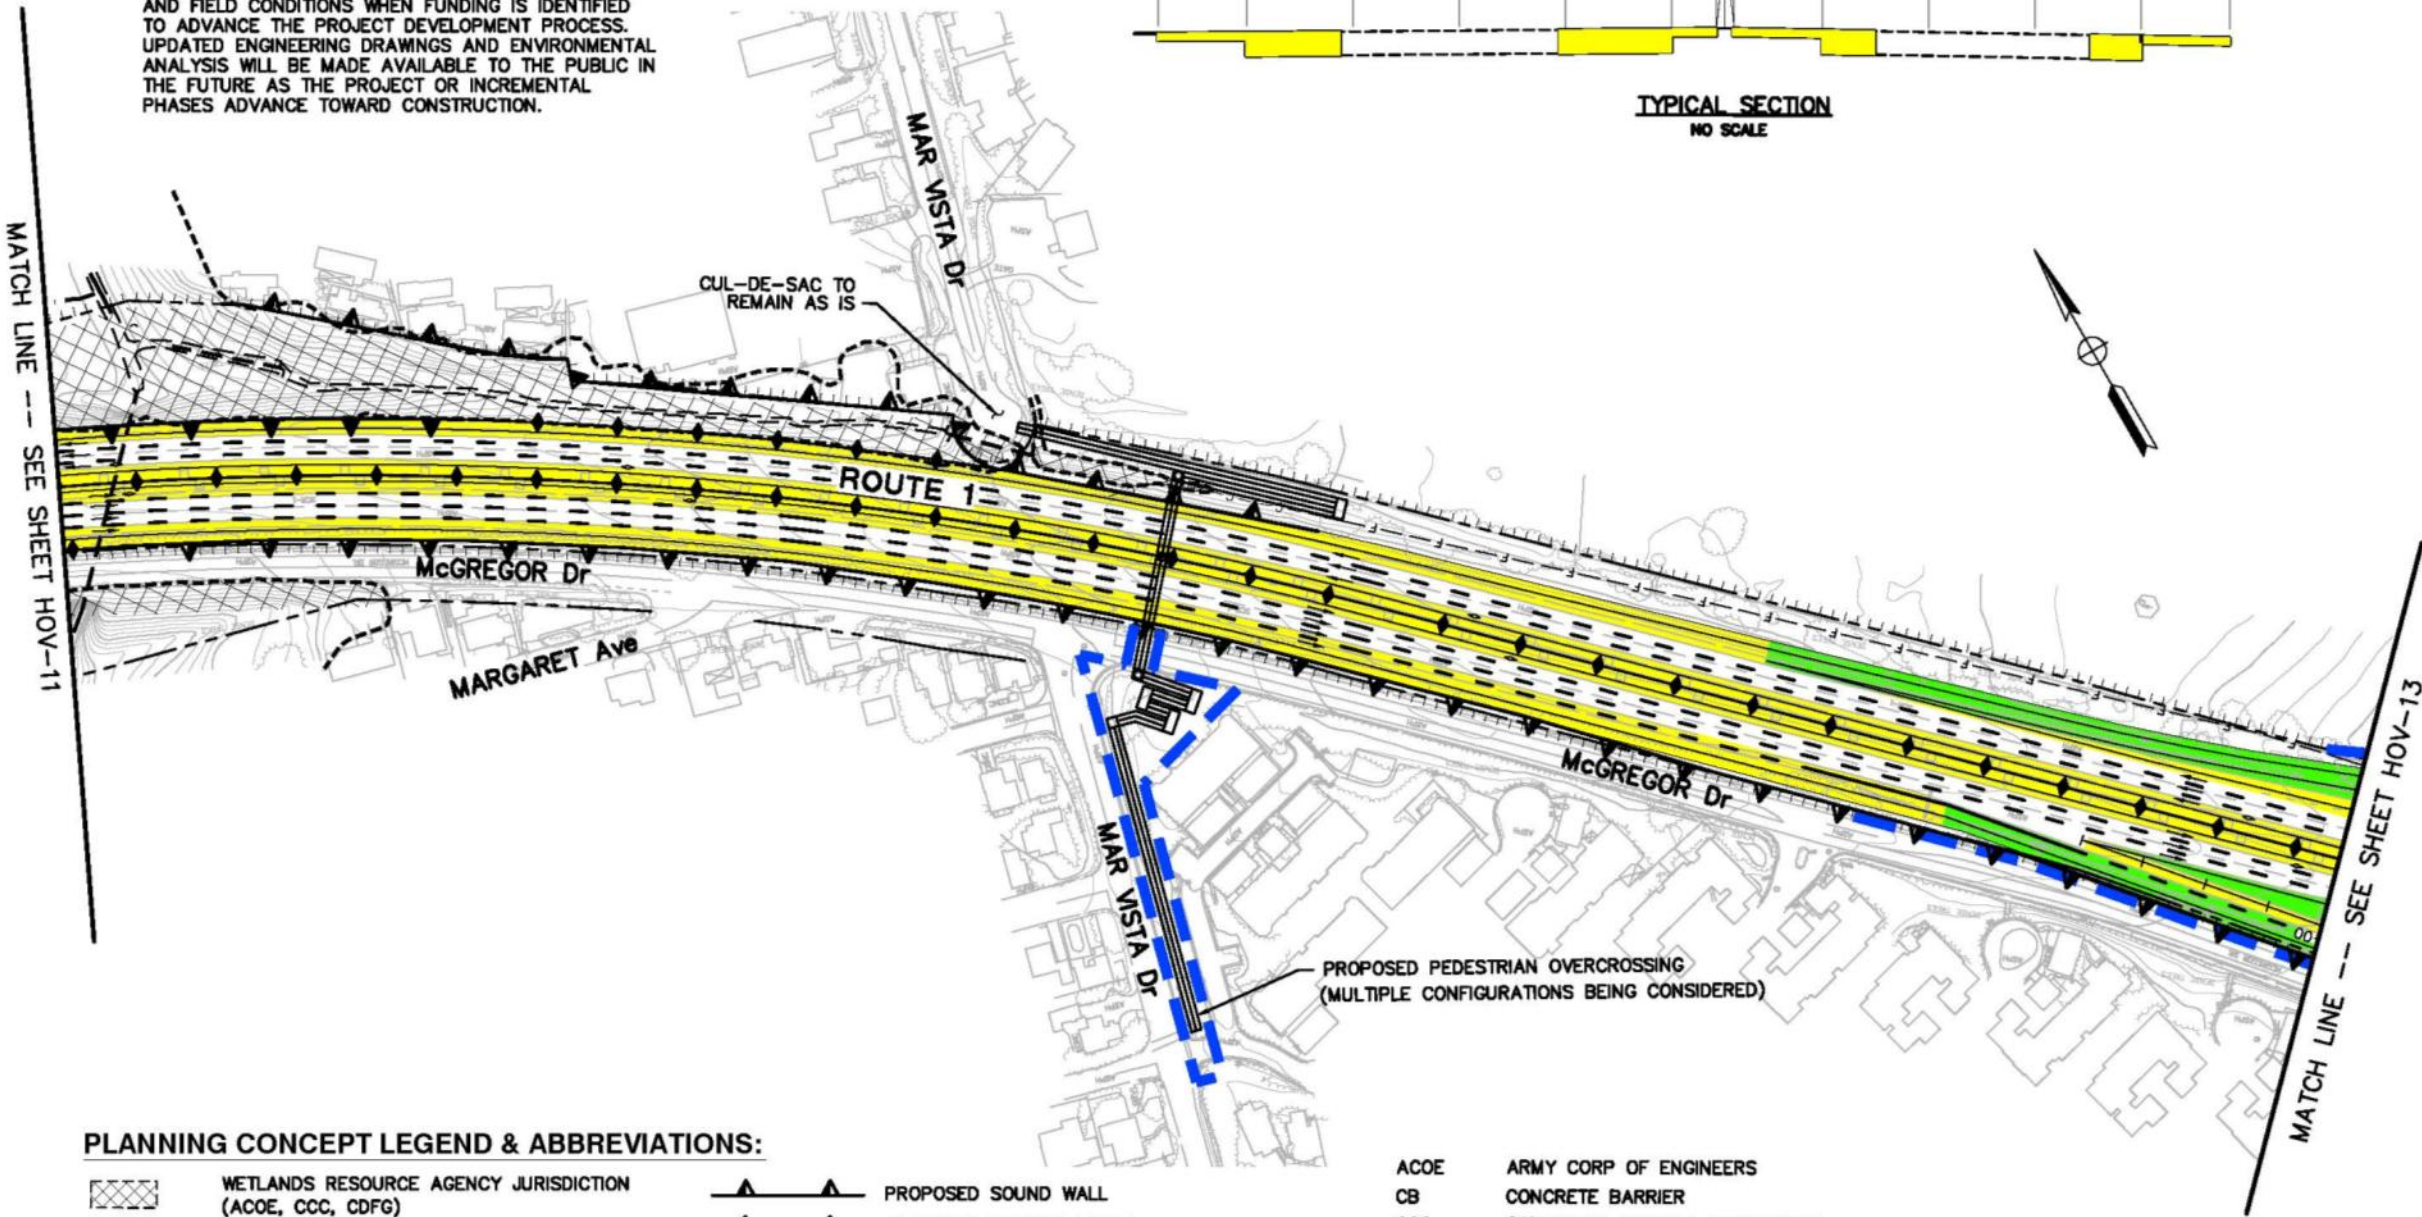 AND FIELD CONDITIONS WHEN FUNDING IS IDENTIFIED
TO ADVANCE THE PROJECT DEVELOPMENT PROCESS.
UPDATED ENGINEERING DRAWINGS AND ENVIRONMENTAL
ANALYSIS WILL BE MADE AVAILABLE TO THE PUBLIC IN
THE FUTURE AS THE PROJECT OR INCREMENTAL
PHASES ADVANCE TOWARD CONSTRUCTION.
TYPICAL SECTION
NO SCALE
MAR VISTA Dr
MATCH LINE -- SEE SHEET HOV-11
CUL-DE-SAC TO
REMAIN AS IS
ROUTE 1
McGREGOR Dr
MARGARET Ave
McGREGOR Dr
MAR VISTA Dr
MATCH LINE -- SEE SHEET HOV-13
PROPOSED PEDESTRIAN OVERCROSSING
(MULTIPLE CONFIGURATIONS BEING CONSIDERED)
PLANNING CONCEPT LEGEND & ABBREVIATIONS:
WETLANDS RESOURCE AGENCY JURISDICTION
(ACOE, CCC, CDFG)
PROPOSED SOUND WALL
ACOE ARMY CORP OF ENGINEERS
CB CONCRETE BARRIER